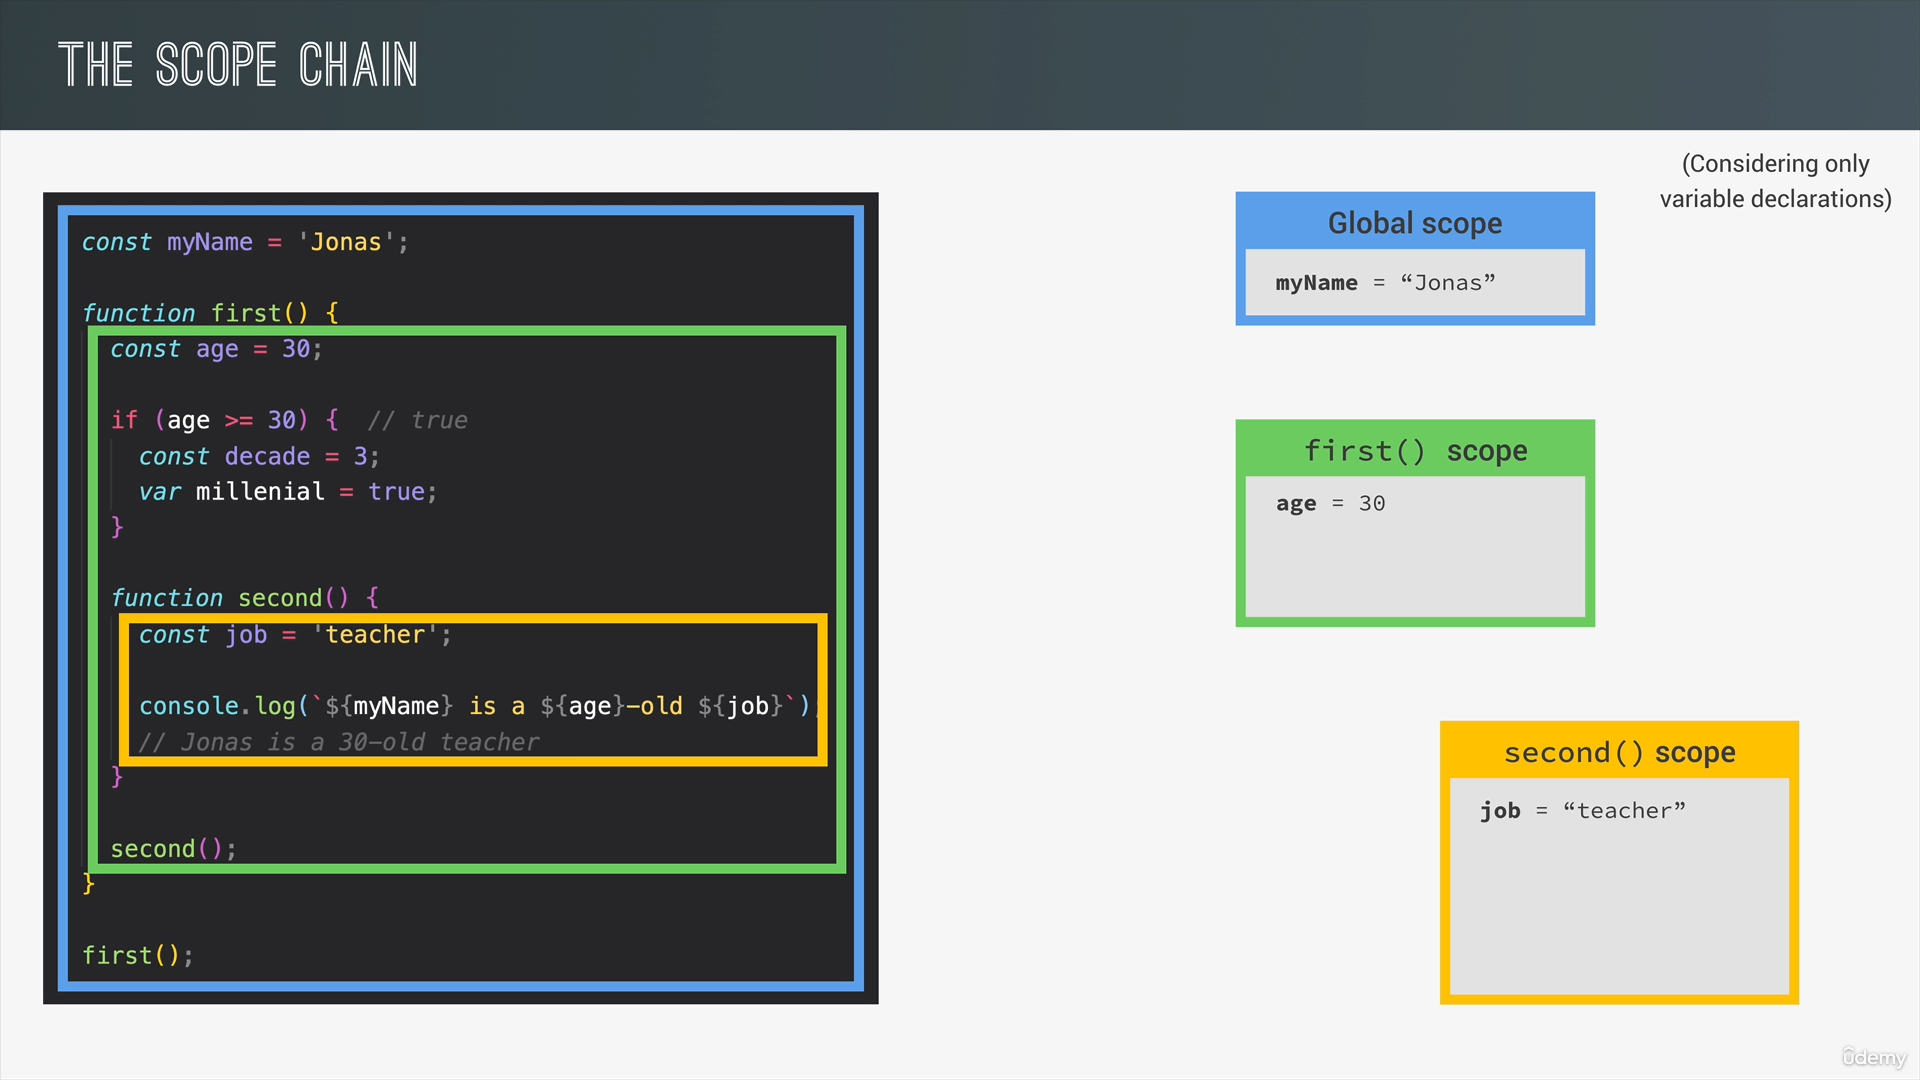 THE SCOPE CHAIN
(Considering only
variable declarations)
const myName = 'Jonas';
function first() {
const age = 30;
if (age >= 30) { // true
const decade = 3;
var millenial = true;
}
function second() {
const job = 'teacher';
console.log(`${myName} is a ${age}-old ${job}`);
// Jonas is a 30-old teacher
}
second();
}
first();
Global scope
myName = “Jonas”
first() scope
age = 30
second() scope
job = “teacher”
ûdemy